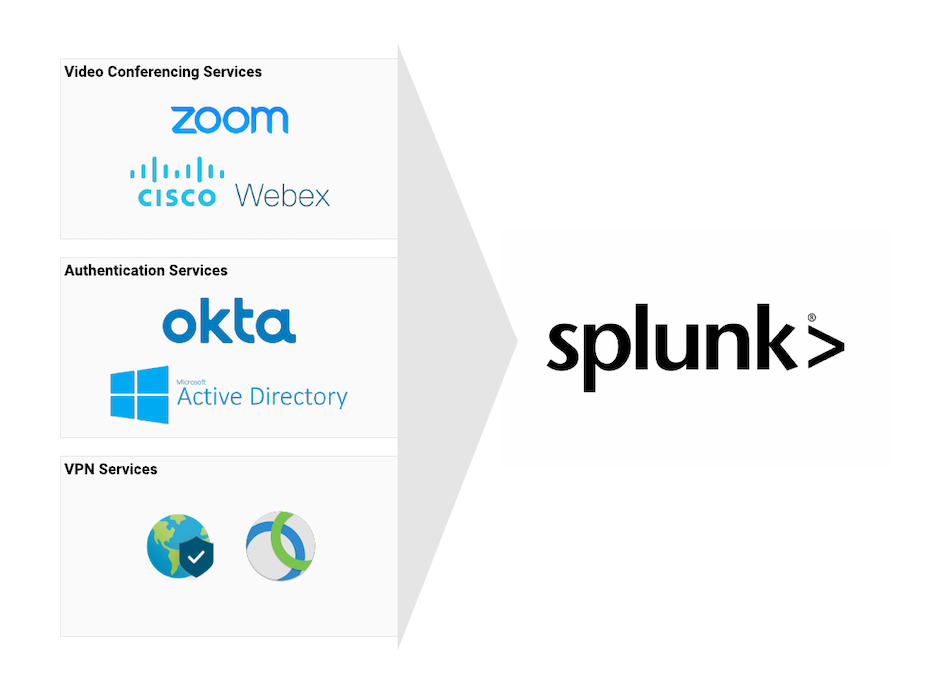 Video Conferencing Services
zoom
CISCO Webex
Authentication Services
okta
Microsoft
Active Directory
VPN Services
splunk>®